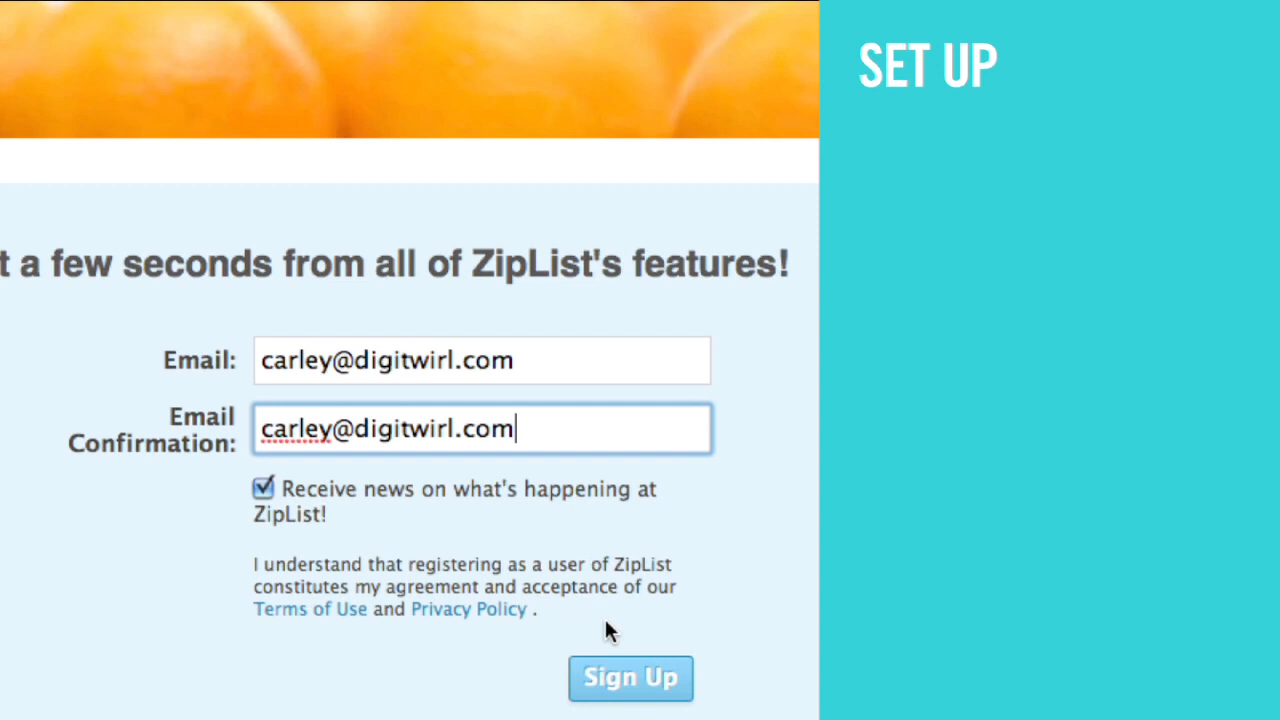 SET UP
t a few seconds from all of ZipList's features!
Email: carley@digitwirl.com
Email
Confirmation: carley@digitwirl.com
Receive news on what's happening at
ZipList!
I understand that registering as a user of ZipList
constitutes my agreement and acceptance of our
Terms of Use and Privacy Policy .
Sign Up